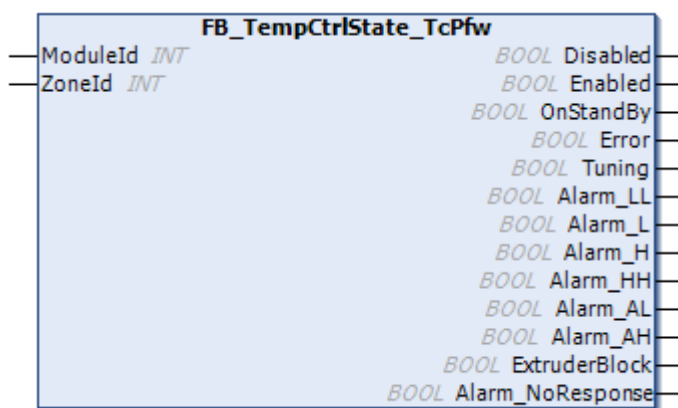 FB_TempCtrlState_TcPfw
ModuleId INT BOOL Disabled
ZoneId INT BOOL Enabled
BOOL OnStandBy
BOOL Error
BOOL Tuning
BOOL Alarm_LL
BOOL Alarm_L
BOOL Alarm_H
BOOL Alarm_HH
BOOL Alarm_AL
BOOL Alarm_AH
BOOL ExtruderBlock
BOOL Alarm_NoResponse